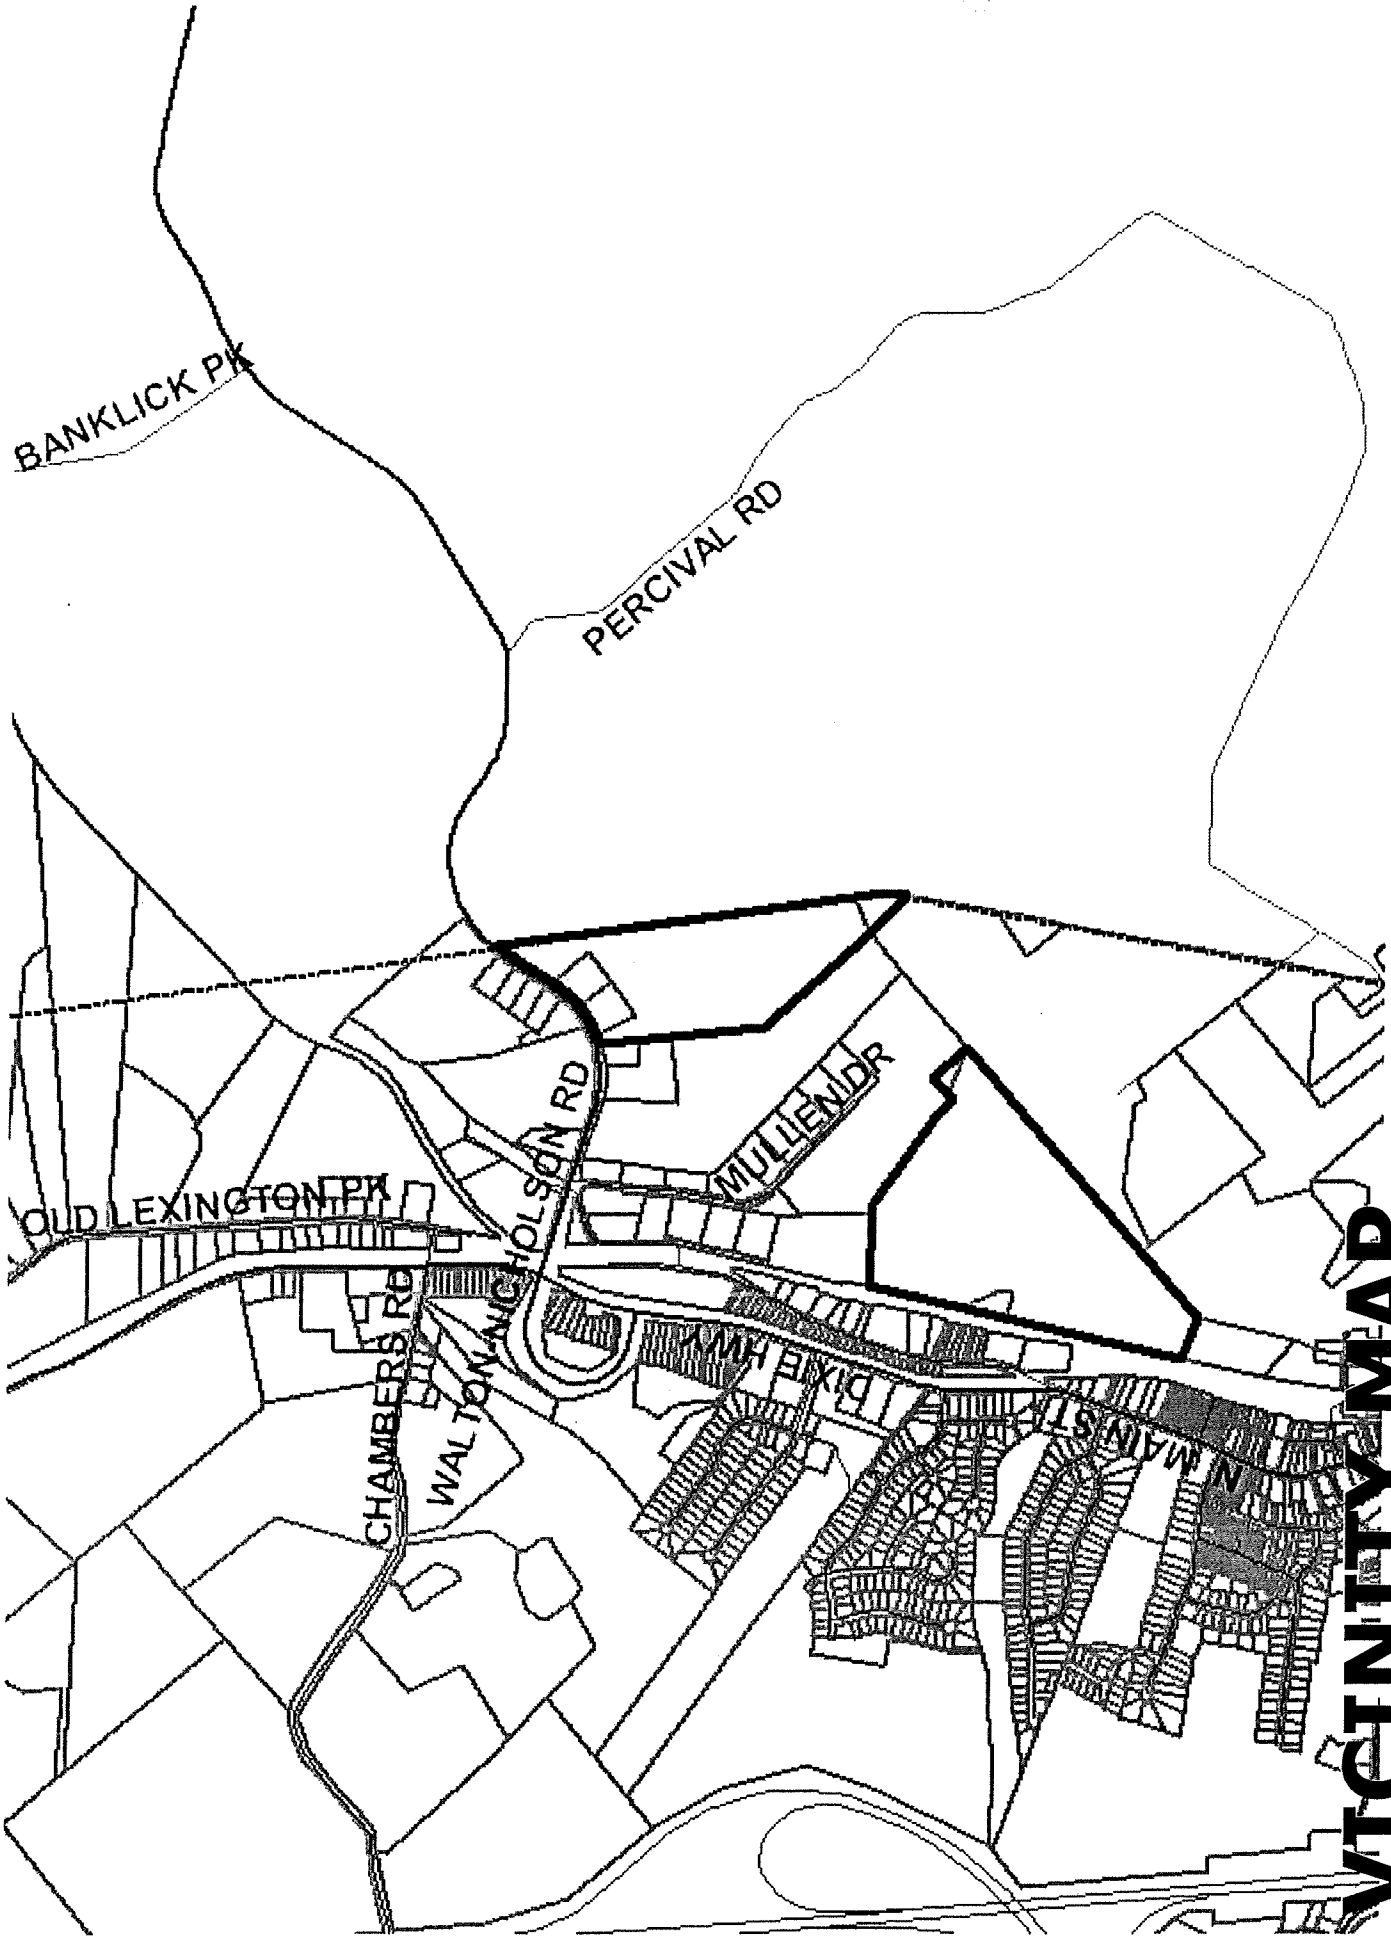 BANKLICK PK
PERCIVAL RD
MULLEN DR
OLD LEXINGTON PK
WALTON-NICHOLSON RD
CHAMBERS RD
DIXIE HWY
N MAIN ST
VICINITY MAP